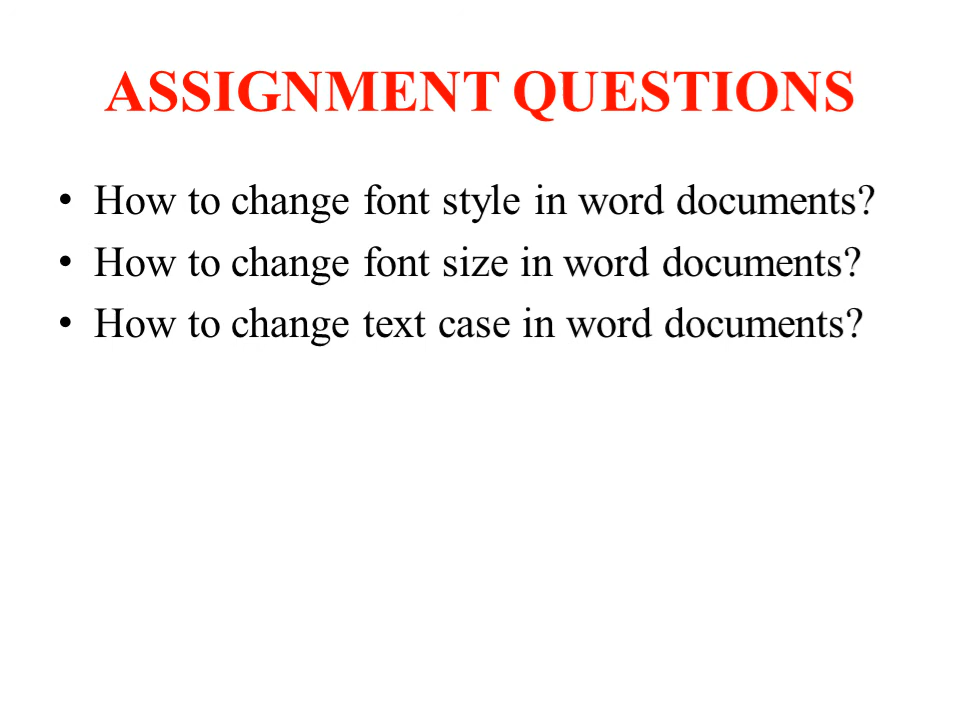 ASSIGNMENT QUESTIONS
• How to change font style in word documents?
• How to change font size in word documents?
• How to change text case in word documents?